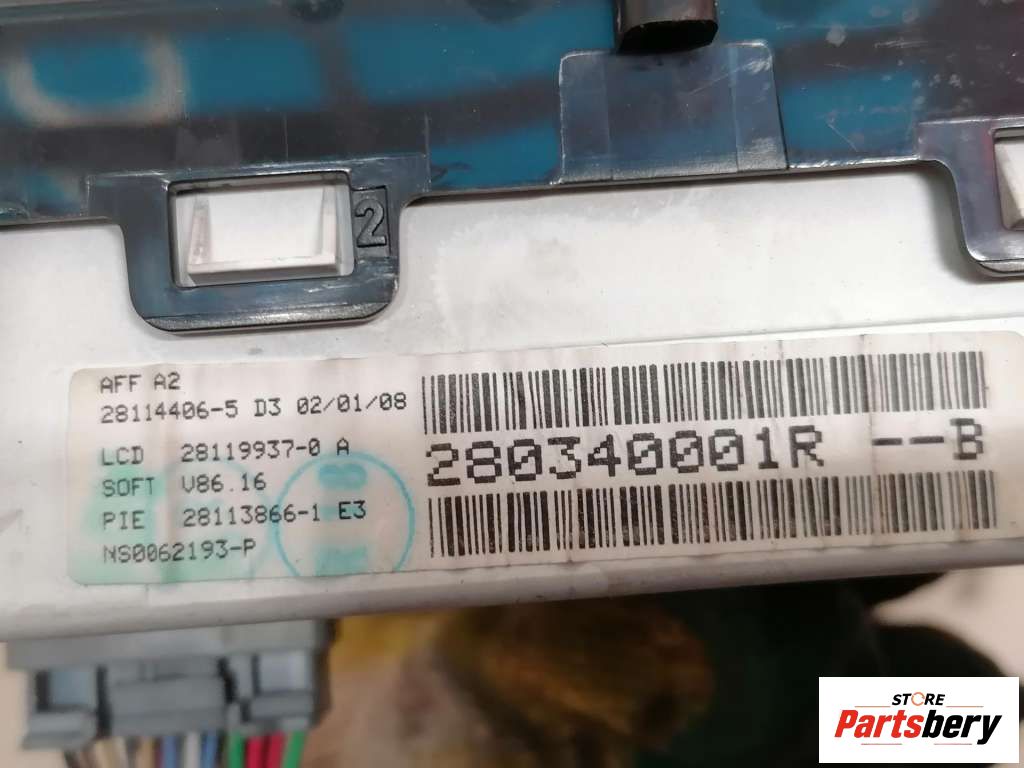 2
AFF A2
28114406-5 D3 02/01/08
LCD 28119937-0 A
SOFT V86.16
PIE 28113866-1 E3
NS0062193-P
280340001R --B
STORE
Partsbery